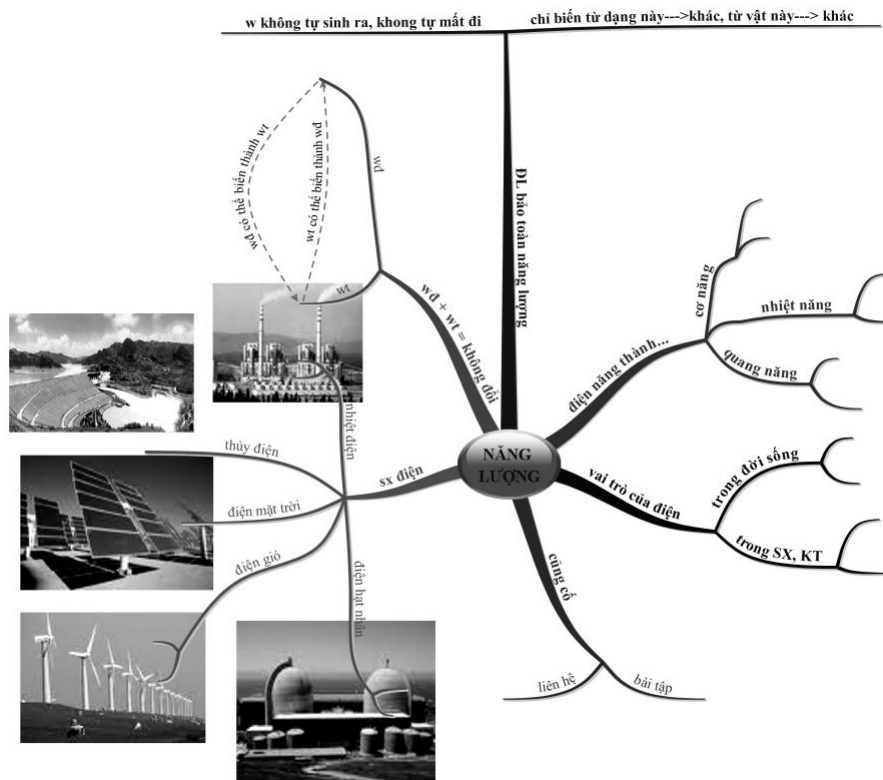 w không tự sinh ra, khong tự mất đi
chỉ biến từ dạng này--->khác, từ vật này---> khác
ĐL bảo toàn năng lượng
wđ
wd có thể biến thành wt
wt có thể biến thành wd
wt
wđ + wt = không đổi
cơ năng
nhiệt năng
quang năng
điện năng thành...
NĂNG
LƯỢNG
nhiệt điện
thủy điện
sx điện
điện mặt trời
điện gió
điện hạt nhân
vai trò của điện
trong đời sống
trong SX, KT
củng cố
liên hệ
bài tập